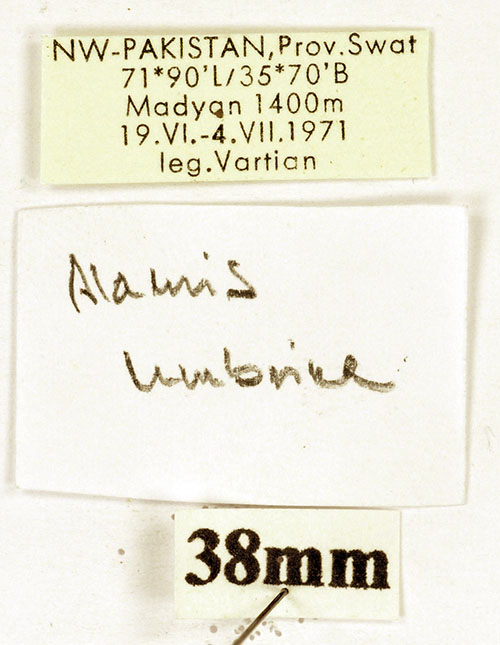 NW-PAKISTAN,Prov.Swat
71*90'L/35*70'B
Madyan 1400m
19.VI.-4.VII.1971
leg.Vartian
Alamis
umbrina
38mm